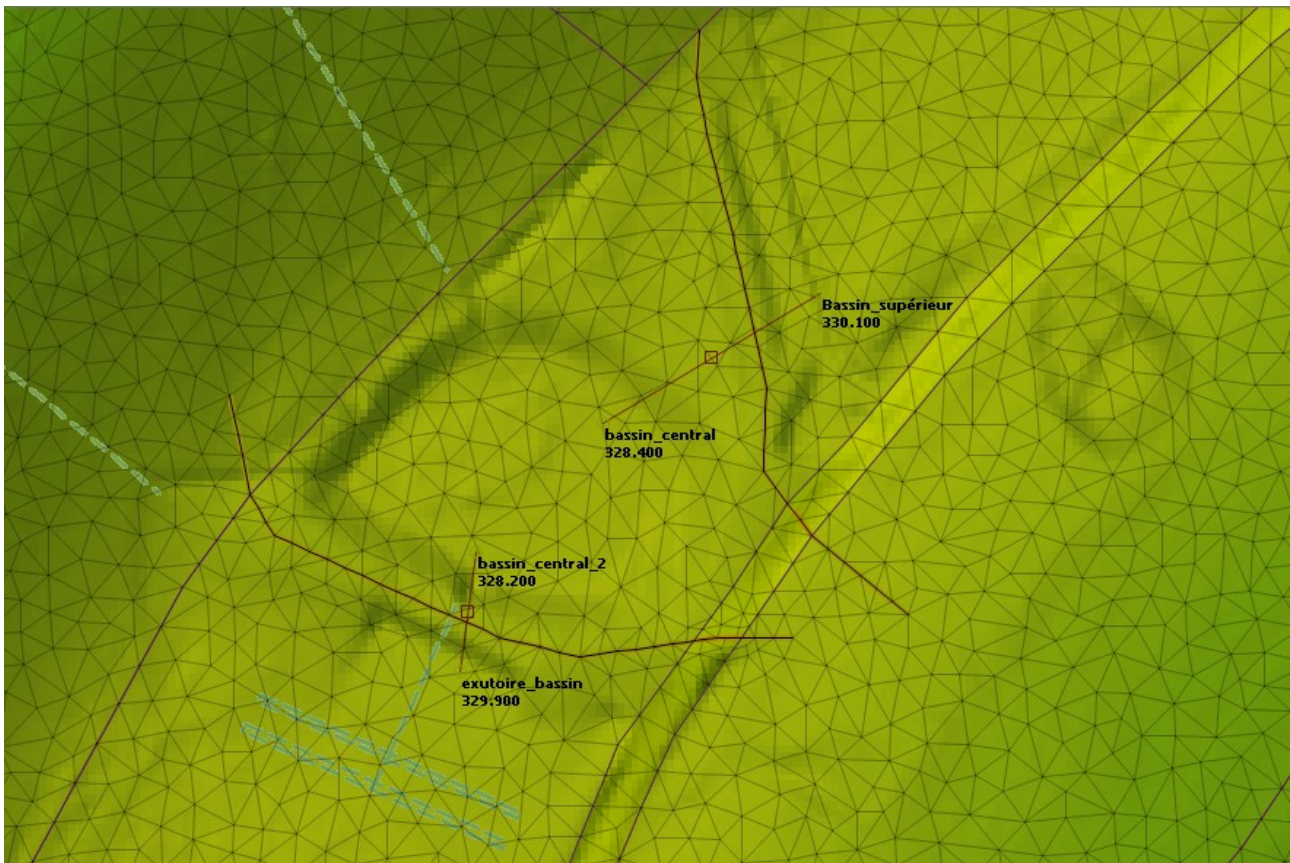 Bassin_supérieur
330.100
bassin_central
328.400
bassin_central_2
328.200
exutoire_bassin
329.900